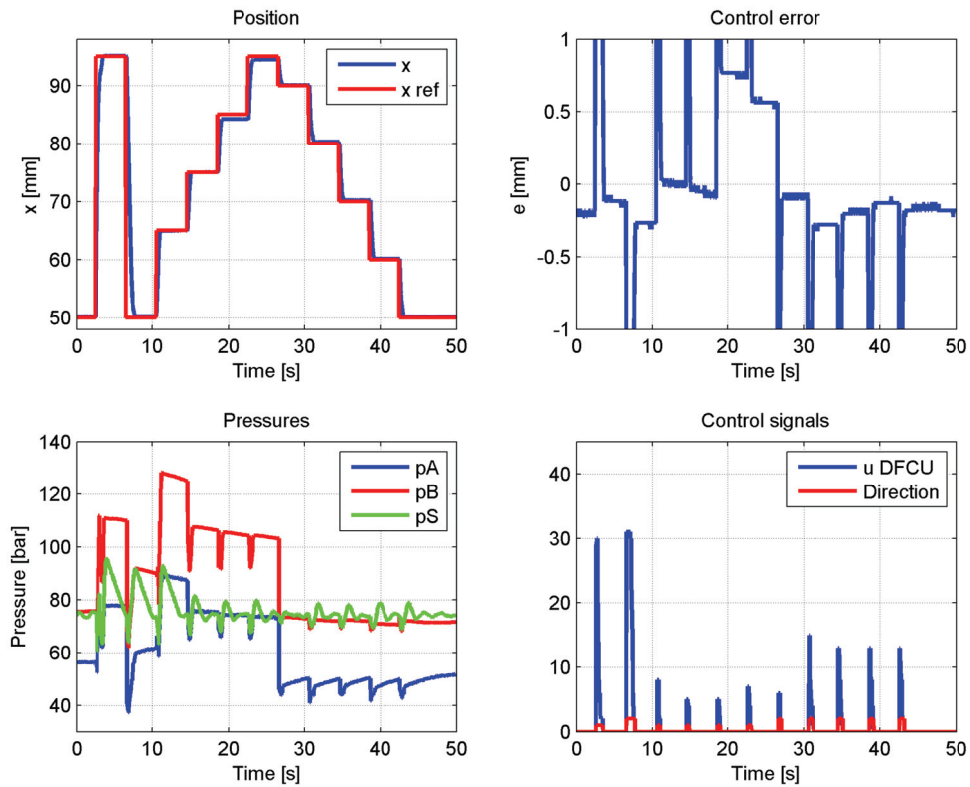 Position
x [mm]
90
80
70
60
50
0
10
20
30
40
50
Time [s]
x
x ref
Control error
e [mm]
1
0.5
0
-0.5
-1
0
10
20
30
40
50
Time [s]
Pressures
Pressure [bar]
140
120
100
80
60
40
0
10
20
30
40
50
Time [s]
pA
pB
pS
Control signals
40
30
20
10
0
0
10
20
30
40
50
Time [s]
u DFCU
Direction